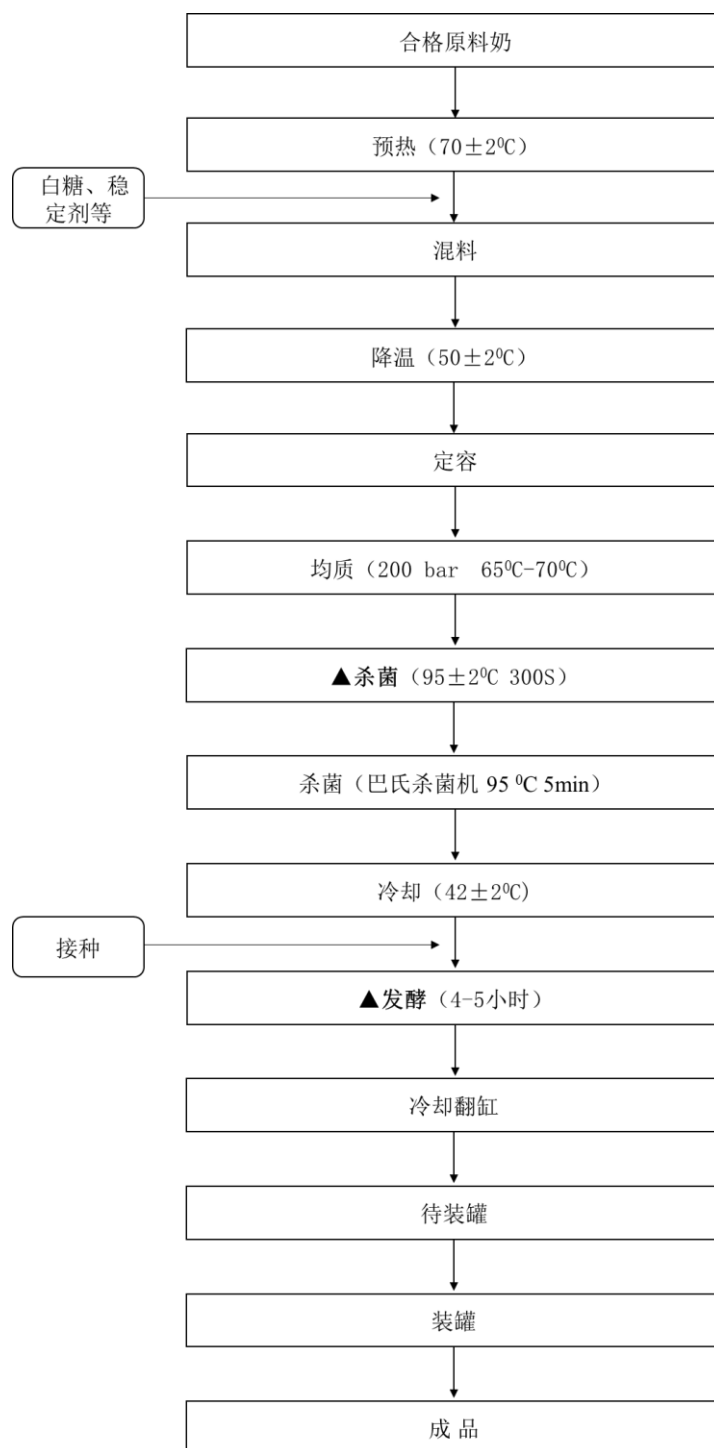 合格原料奶
预热（70±2⁰C）
白糖、稳
定剂等
混料
降温（50±2⁰C）
定容
均质（200 bar  65⁰C-70⁰C）
▲杀菌（95±2⁰C 300S）
杀菌（巴氏杀菌机 95 ⁰C 5min）
冷却（42±2⁰C)
接种
▲发酵（4-5小时）
冷却翻缸
待装罐
装罐
成 品